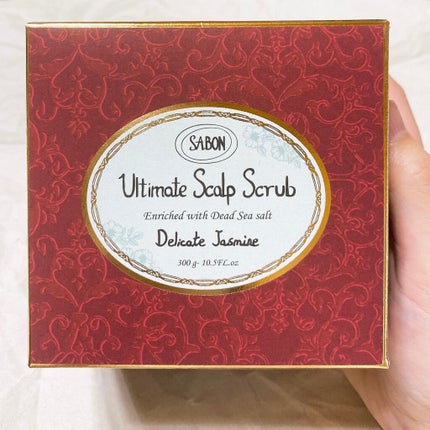 SABON
Ultimate Scalp Scrub
Enriched with Dead Sea salt
Delicate Jasmine
300 g- 10.5FL.oz